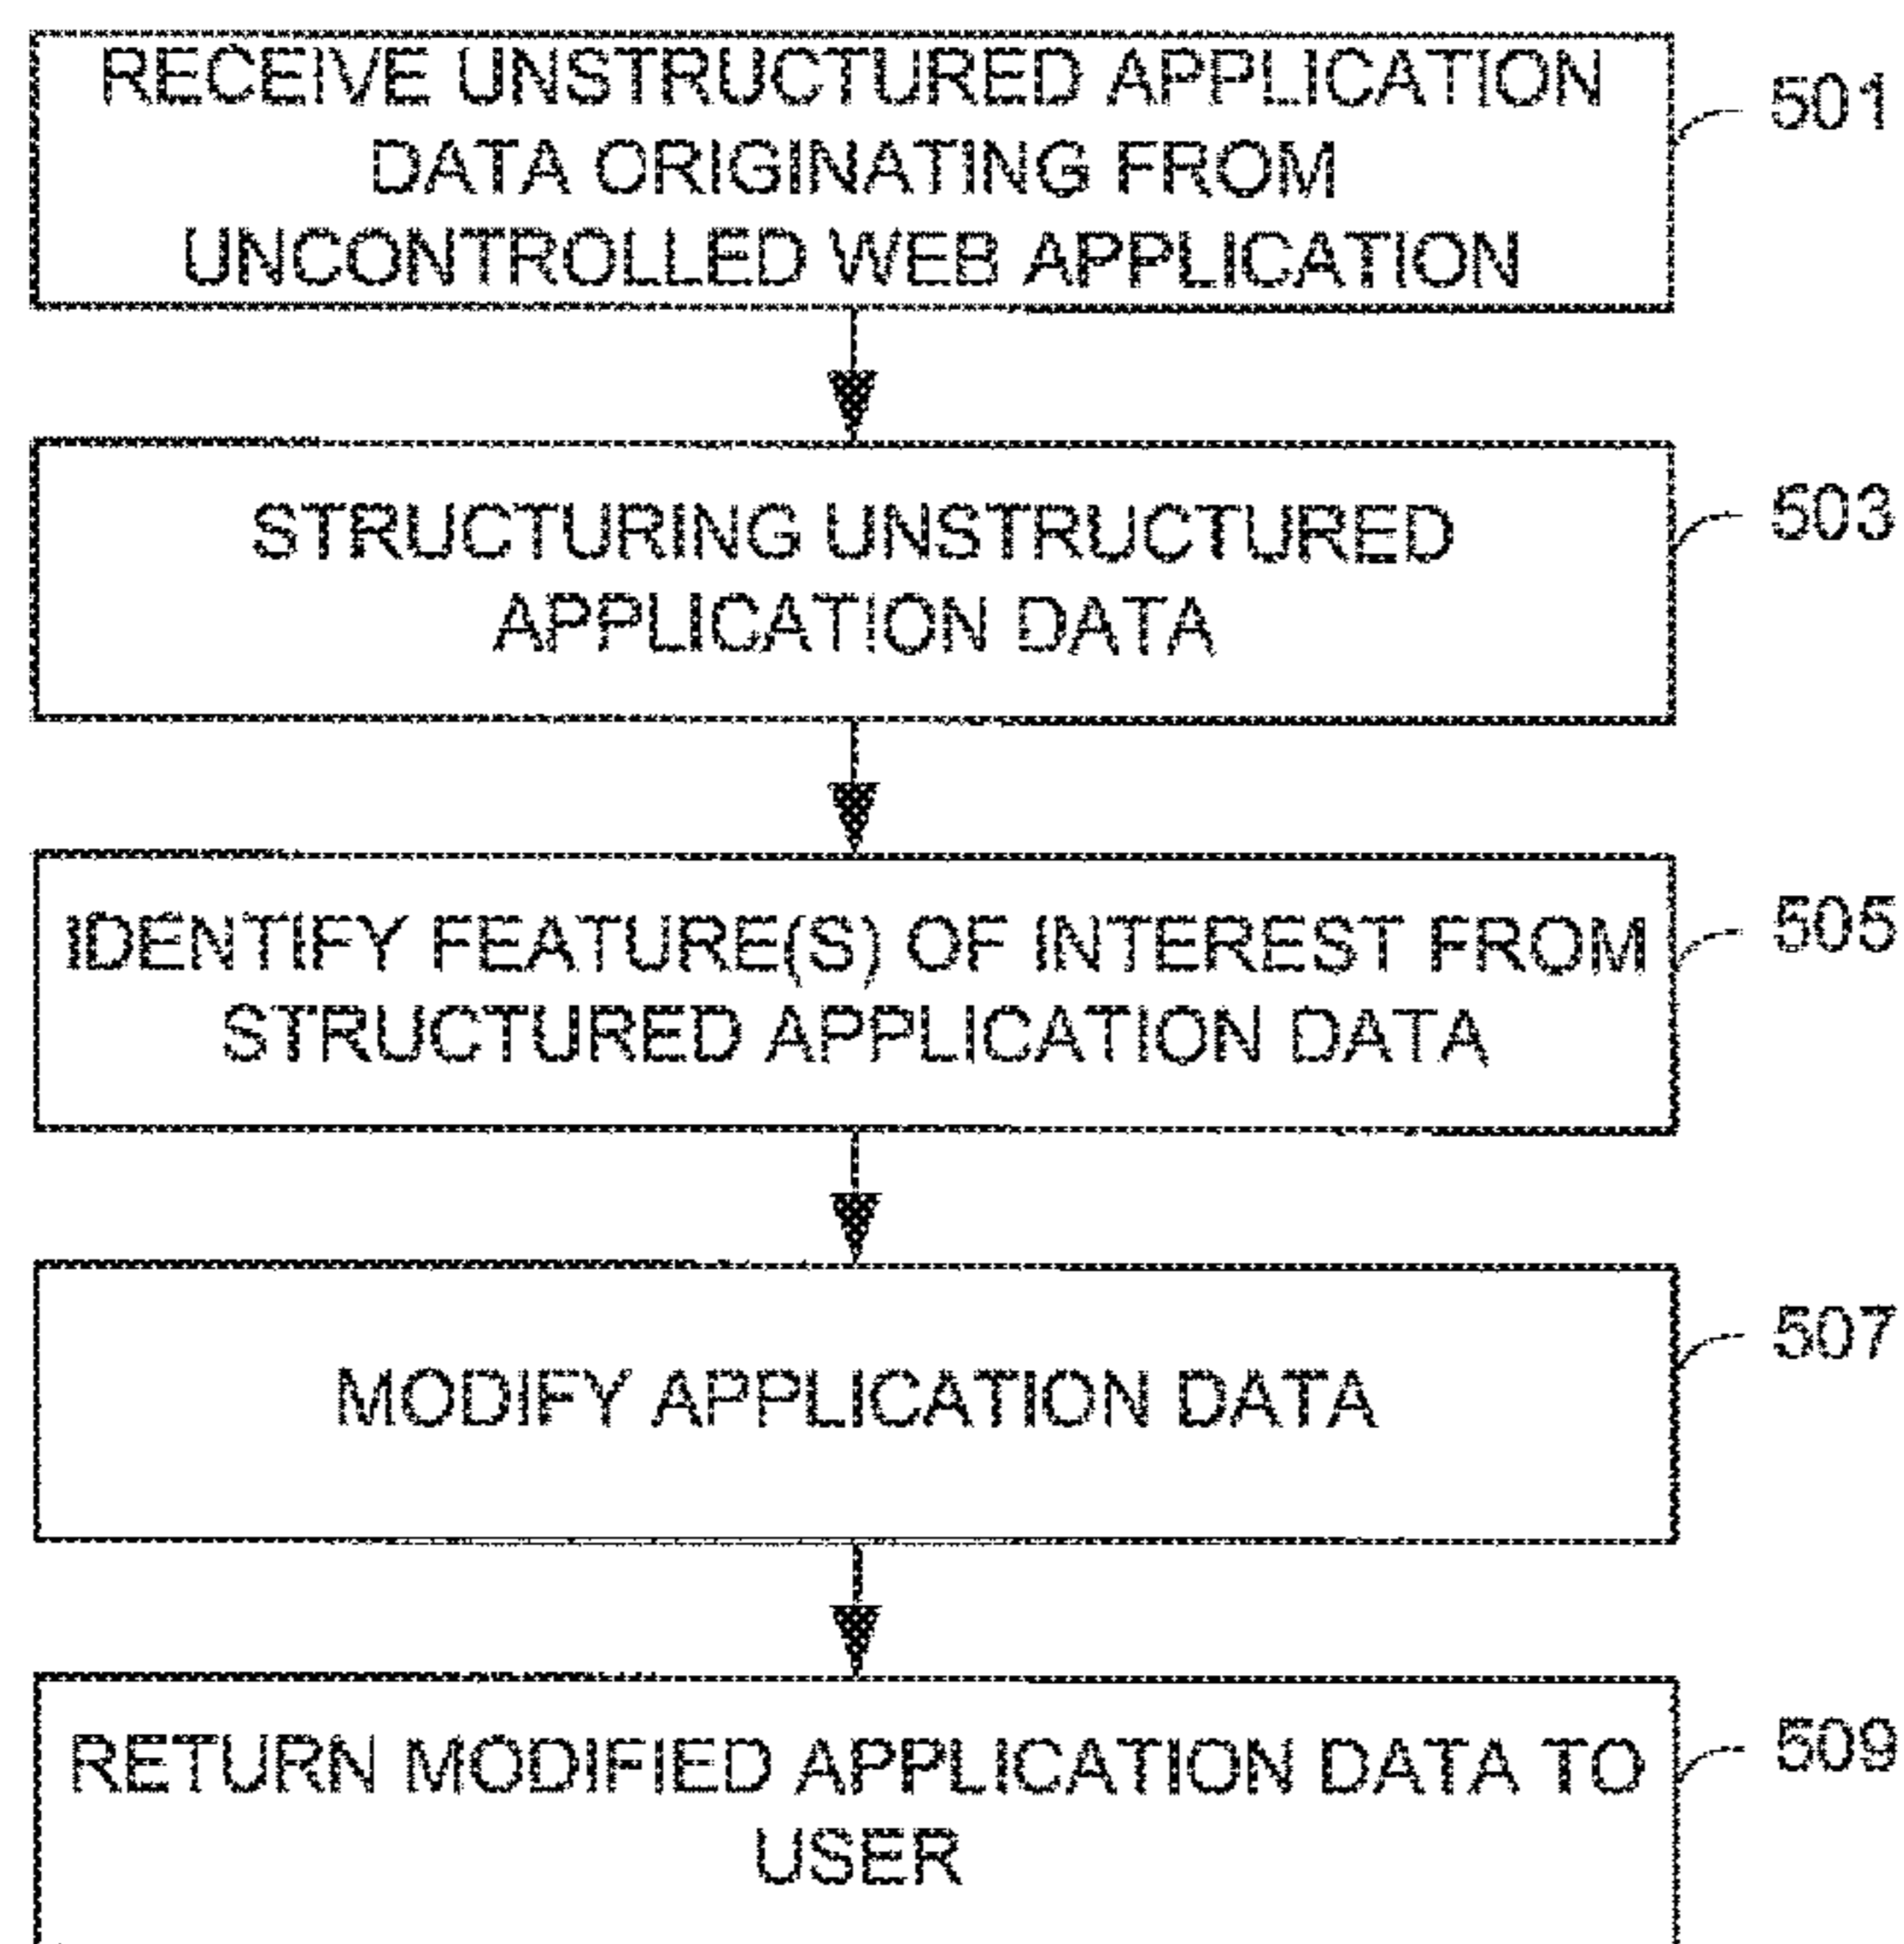 RECEIVE UNSTRUCTURED APPLICATION
DATA ORIGINATING FROM
UNCONTROLLED WEB APPLICATION
501
STRUCTURING UNSTRUCTURED
APPLICATION DATA
503
IDENTIFY FEATURE(S) OF INTEREST FROM
STRUCTURED APPLICATION DATA
505
MODIFY APPLICATION DATA
507
RETURN MODIFIED APPLICATION DATA TO
USER
509